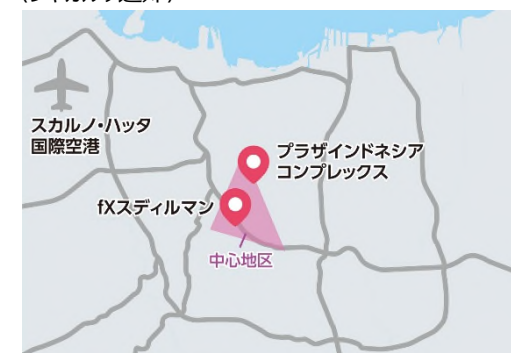 スカルノ・ハッタ
国際空港
プラザインドネシア
コンプレックス
fXスディルマン
中心地区